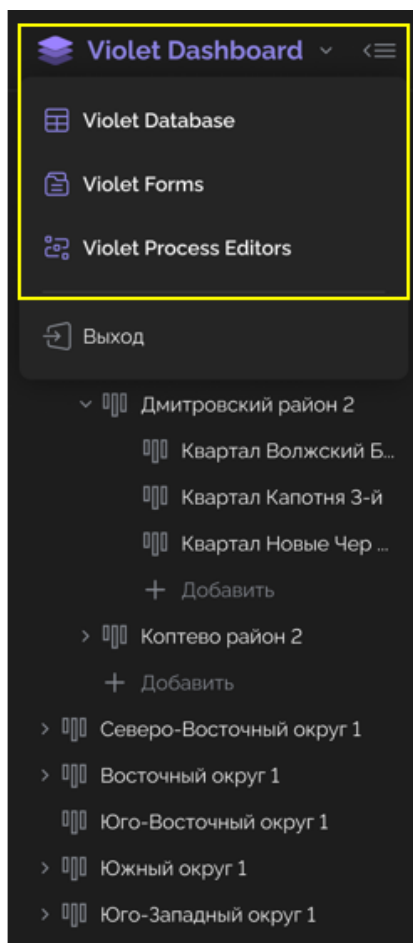 Violet Dashboard
Violet Database
Violet Forms
Violet Process Editors
Выход
Дмитровский район 2
Квартал Волжский Б...
Квартал Капотня 3-й
Квартал Новые Чер ...
Добавить
Коптево район 2
Добавить
Северо-Восточный округ 1
Восточный округ 1
Юго-Восточный округ 1
Южный округ 1
Юго-Западный округ 1